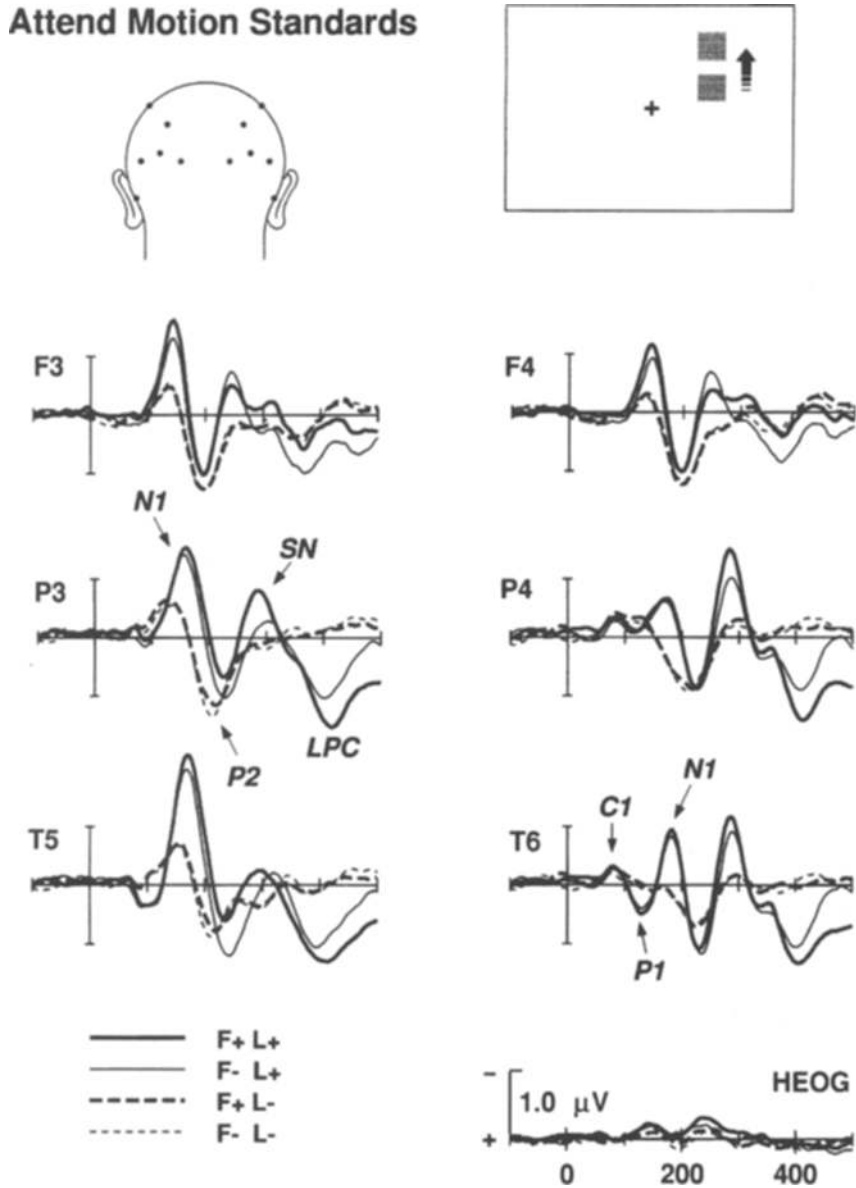 Attend Motion Standards
F3
F4
N1
SN
P3
P4
LPC
P2
N1
C1
T5
T6
P1
F+ L+
F- L+
F+ L-
F- L-
HEOG
−
1.0 μV
+
0 200 400